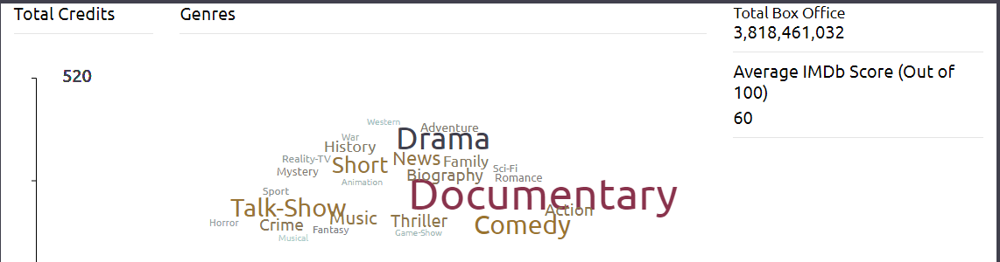 Total Credits
Genres
Total Box Office
3,818,461,032
520
Average IMDb Score (Out of
100)
60
Western
Adventure
War
Drama
History
Reality-TV
Short
News
Family
Mystery
Biography
Sci-Fi
Romance
Animation
Documentary
Sport
Talk-Show
Music
Action
Horror
Crime
Fantasy
Thriller
Comedy
Game-Show
Musical